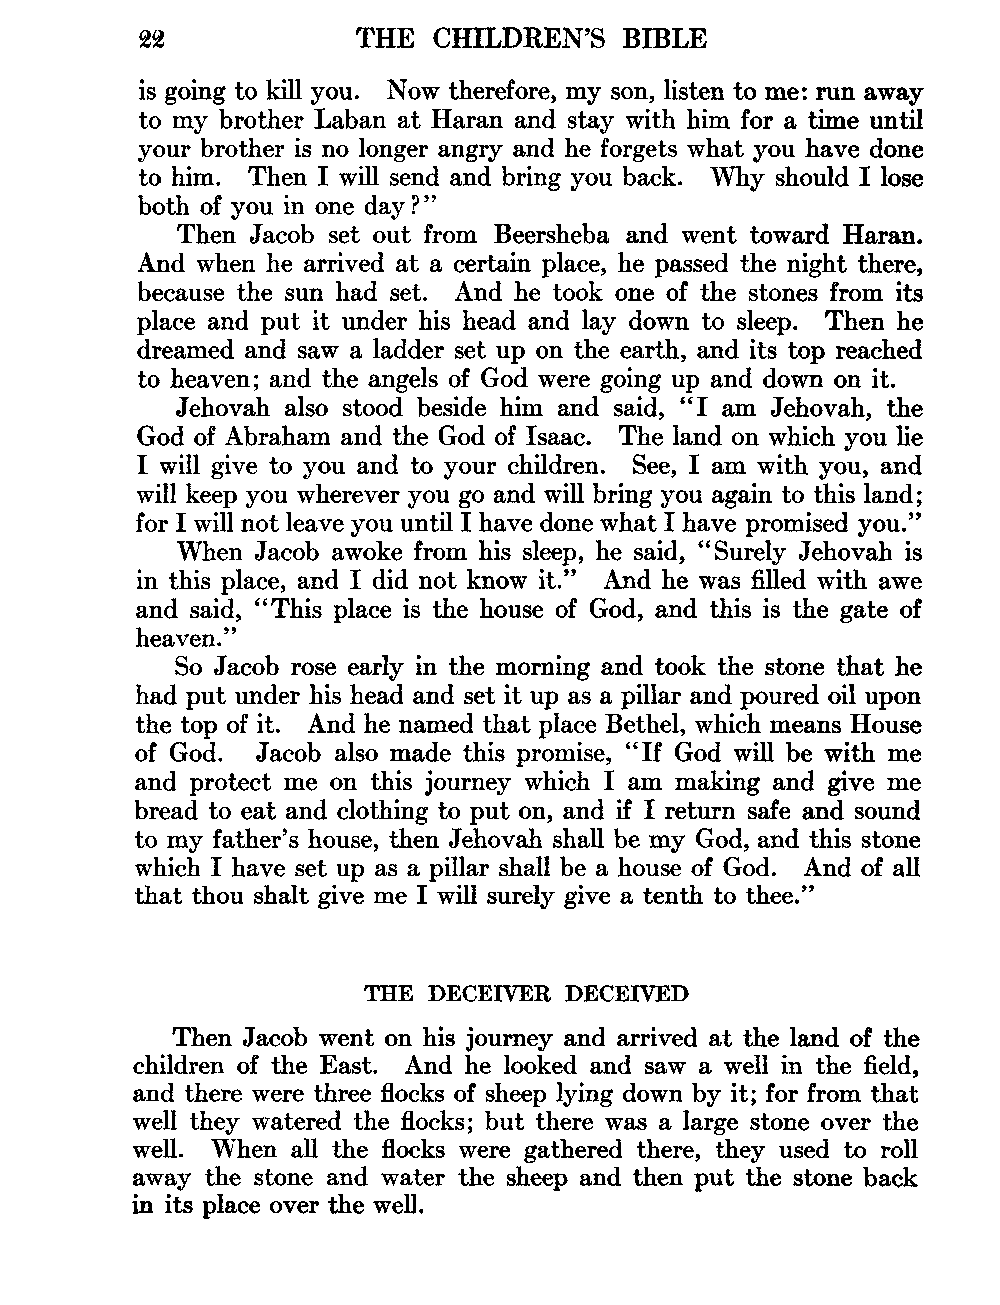 22 THE CHILDREN'S BIBLE
is going to kill you. Now therefore, my son, listen to me: run away
to my brother Laban at Haran and stay with him for a time until
your brother is no longer angry and he forgets what you have done
to him. Then I will send and bring you back. Why should I lose
both of you in one day?”
Then Jacob set out from Beersheba and went toward Haran.
And when he arrived at a certain place, he passed the night there,
because the sun had set. And he took one of the stones from its
place and put it under his head and lay down to sleep. Then he
dreamed and saw a ladder set up on the earth, and its top reached
to heaven; and the angels of God were going up and down on it.
Jehovah also stood beside him and said, “I am Jehovah, the
God of Abraham and the God of Isaac. The land on which you lie
I will give to you and to your children. See, I am with you, and
will keep you wherever you go and will bring you again to this land;
for I will not leave you until I have done what I have promised you.”
When Jacob awoke from his sleep, he said, “Surely Jehovah is
in this place, and I did not know it.” And he was filled with awe
and said, “This place is the house of God, and this is the gate of
heaven.”
So Jacob rose early in the morning and took the stone that he
had put under his head and set it up as a pillar and poured oil upon
the top of it. And he named that place Bethel, which means House
of God. Jacob also made this promise, “If God will be with me
and protect me on this journey which I am making and give me
bread to eat and clothing to put on, and if I return safe and sound
to my father's house, then Jehovah shall be my God, and this stone
which I have set up as a pillar shall be a house of God. And of all
that thou shalt give me I will surely give a tenth to thee.”
THE DECEIVER DECEIVED
Then Jacob went on his journey and arrived at the land of the
children of the East. And he looked and saw a well in the field,
and there were three flocks of sheep lying down by it; for from that
well they watered the flocks; but there was a large stone over the
well. When all the flocks were gathered there, they used to roll
away the stone and water the sheep and then put the stone back
in its place over the well.